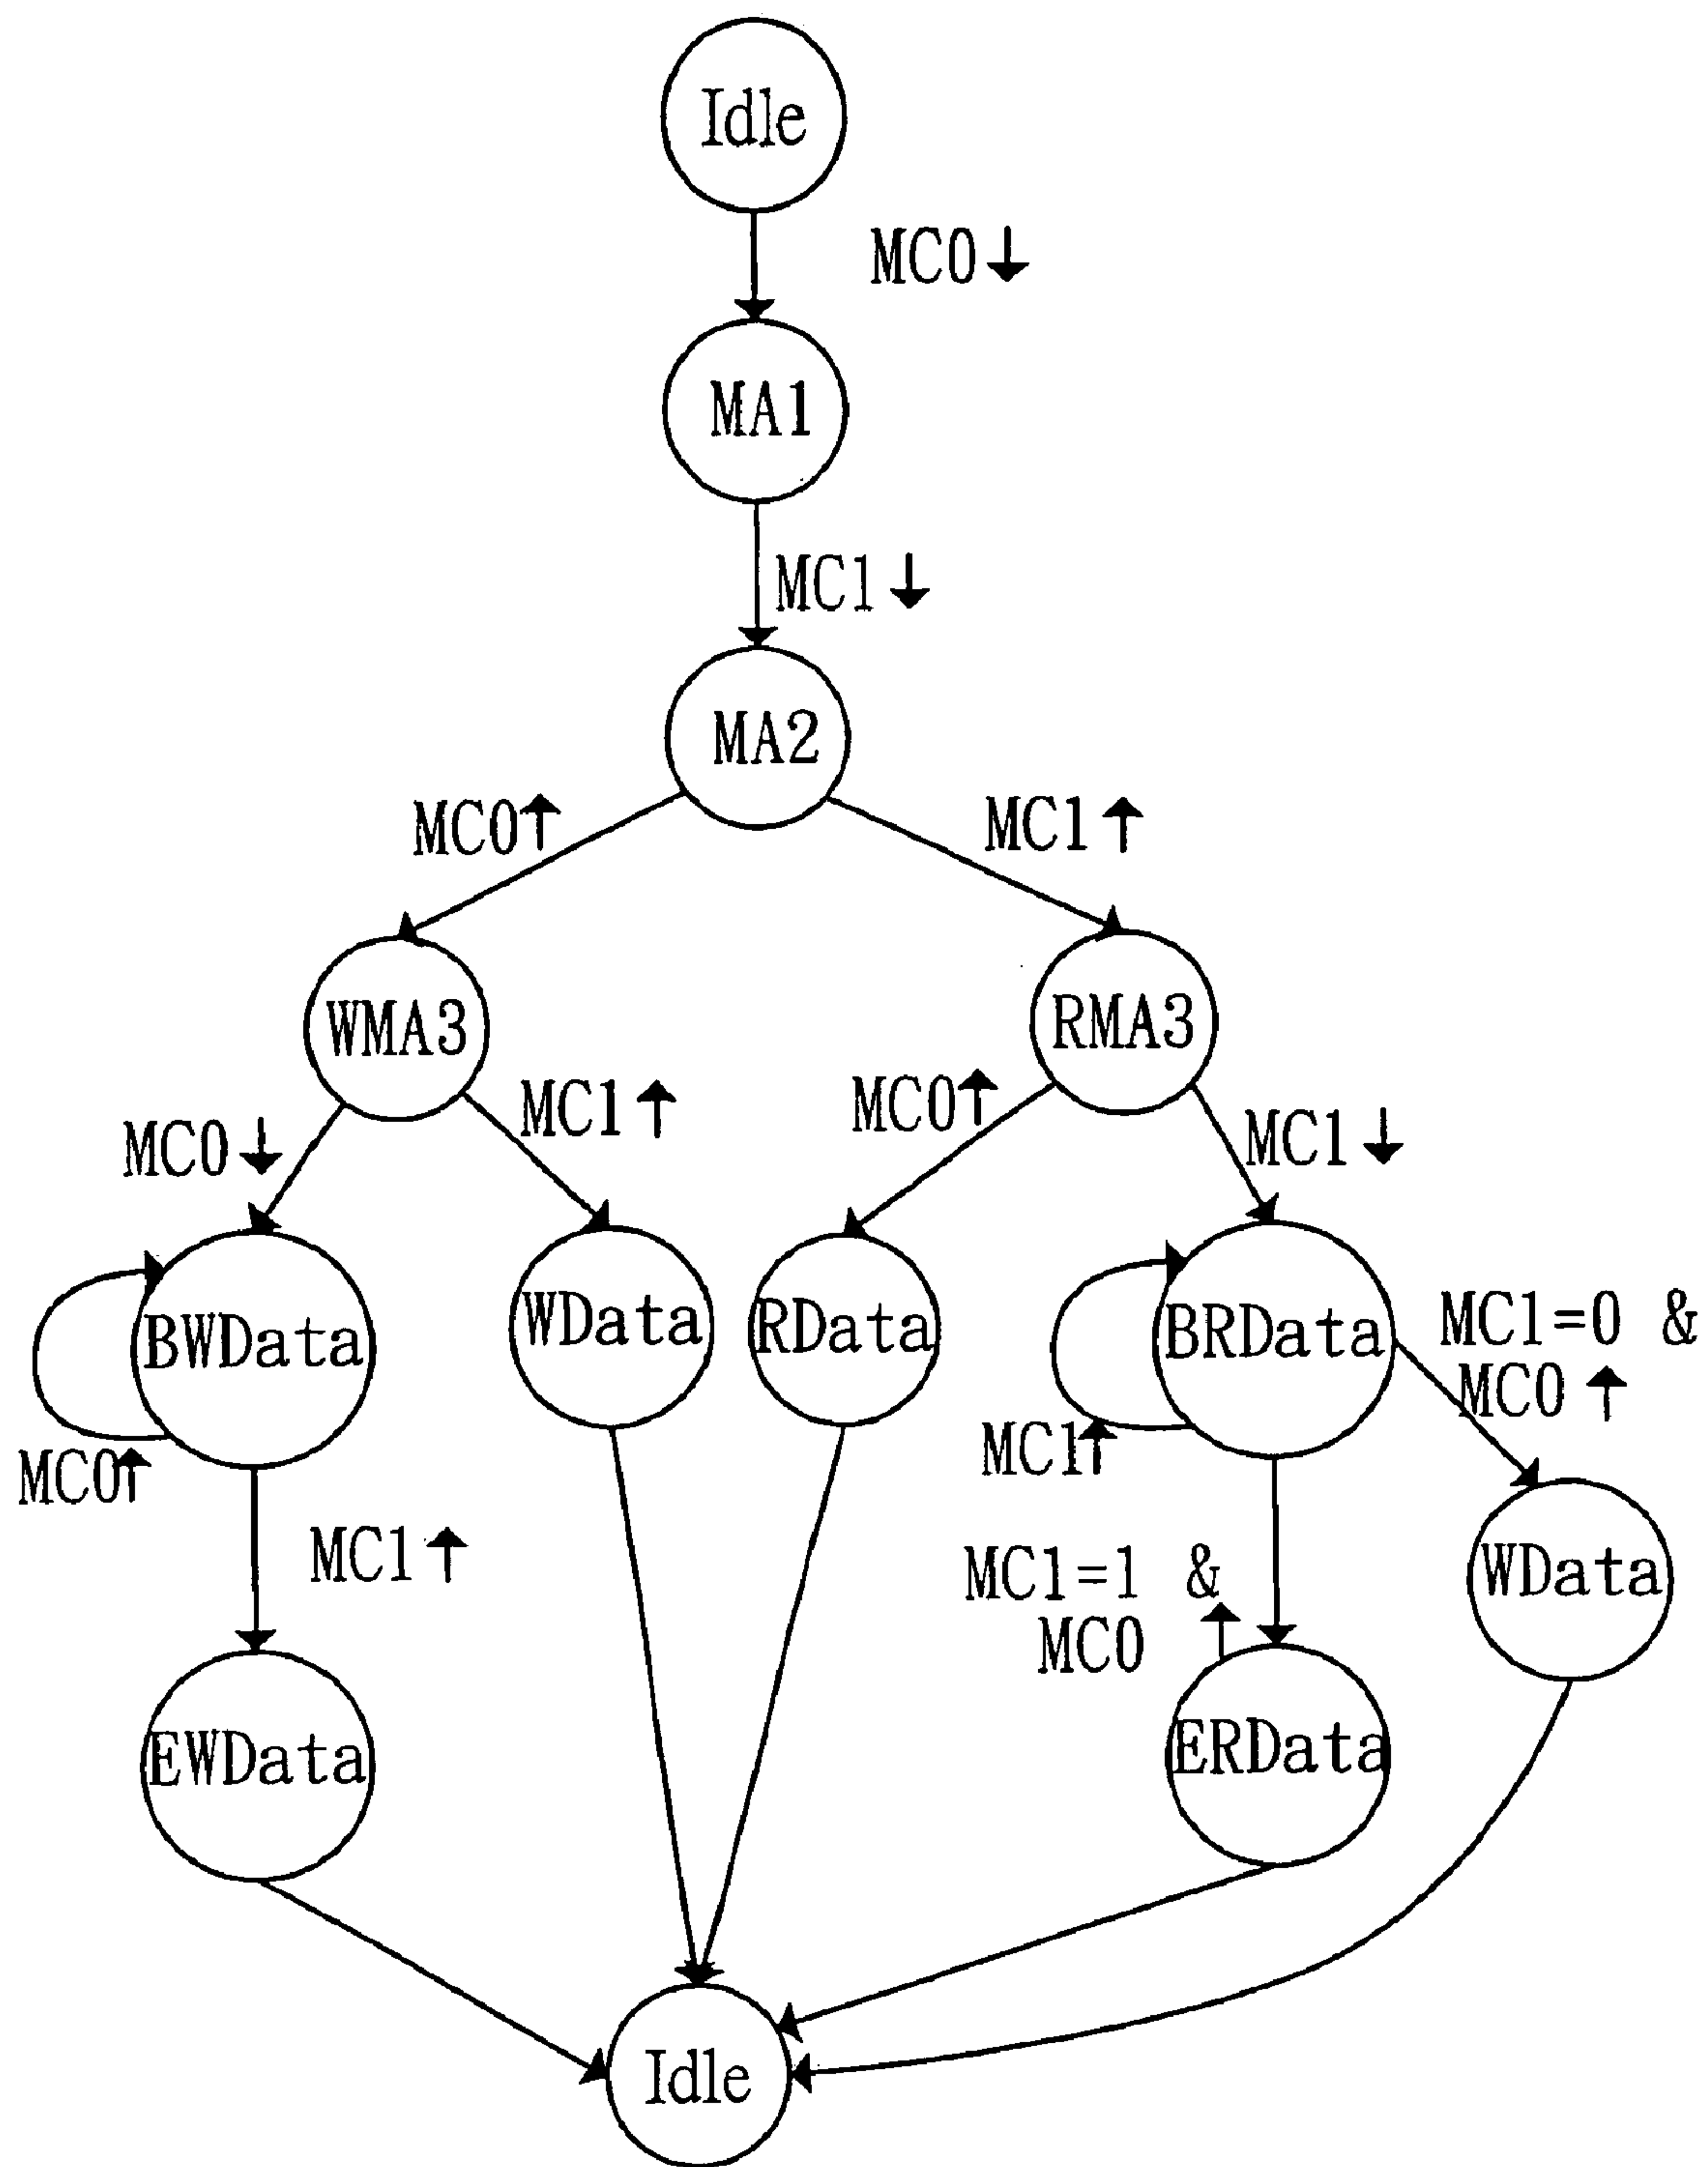 Idle
MC0↓
MA1
MC1↓
MA2
MC0↑
MC1↑
WMA3
RMA3
MC0↓
MC1↑
MC0↑
MC1↓
BWData
WData
RData
BRData
MC1=0 &
MC0↑
MC0↑
MC1↑
MC1↑
MC1=1 &
MC0↑
WData
EWData
ERData
Idle